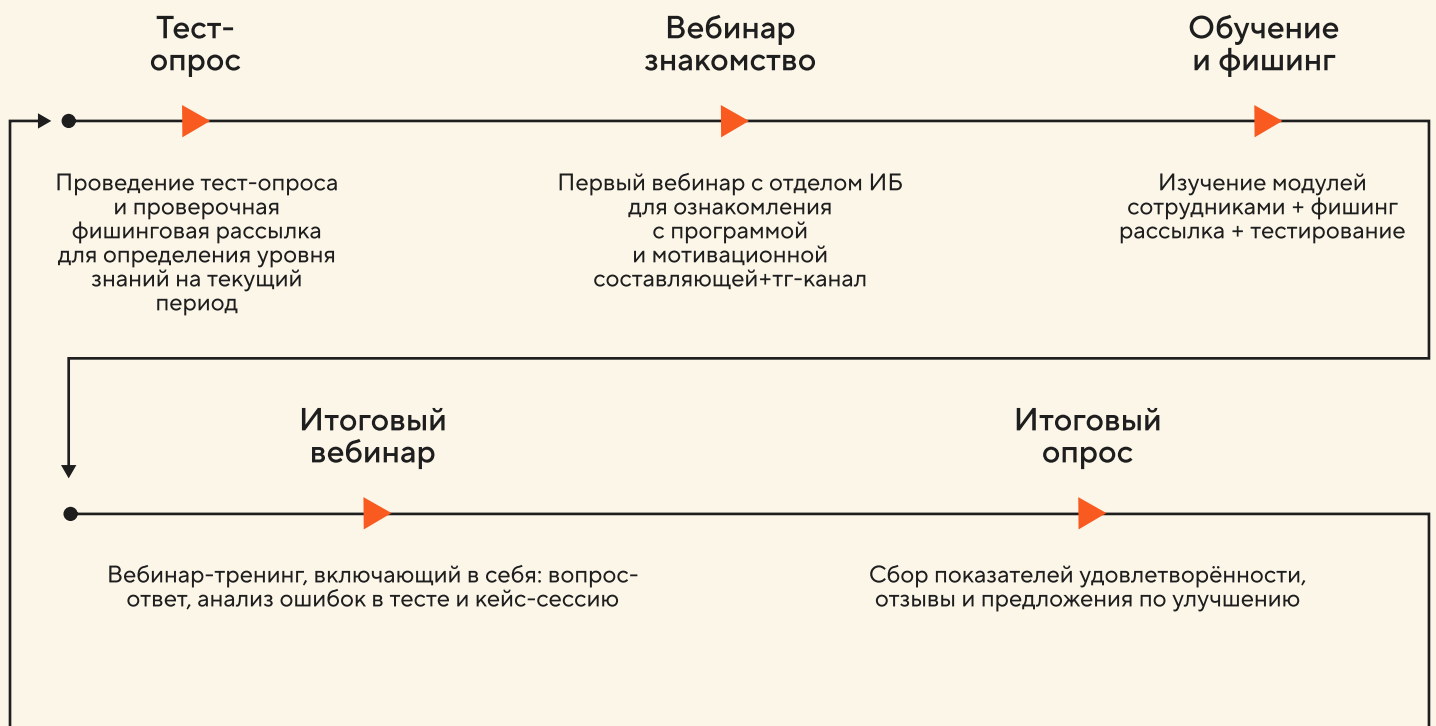 Тест-
опрос
Вебинар
знакомство
Обучение
и фишинг
Проведение тест-опроса
и проверочная
фишинговая рассылка
для определения уровня
знаний на текущий
период
Первый вебинар с отделом ИБ
для ознакомления
с программой
и мотивационной
составляющей+тг-канал
Изучение модулей
сотрудниками + фишинг
рассылка + тестирование
Итоговый
вебинар
Итоговый
опрос
Вебинар-тренинг, включающий в себя: вопрос-
ответ, анализ ошибок в тесте и кейс-сессию
Сбор показателей удовлетворённости,
отзывы и предложения по улучшению